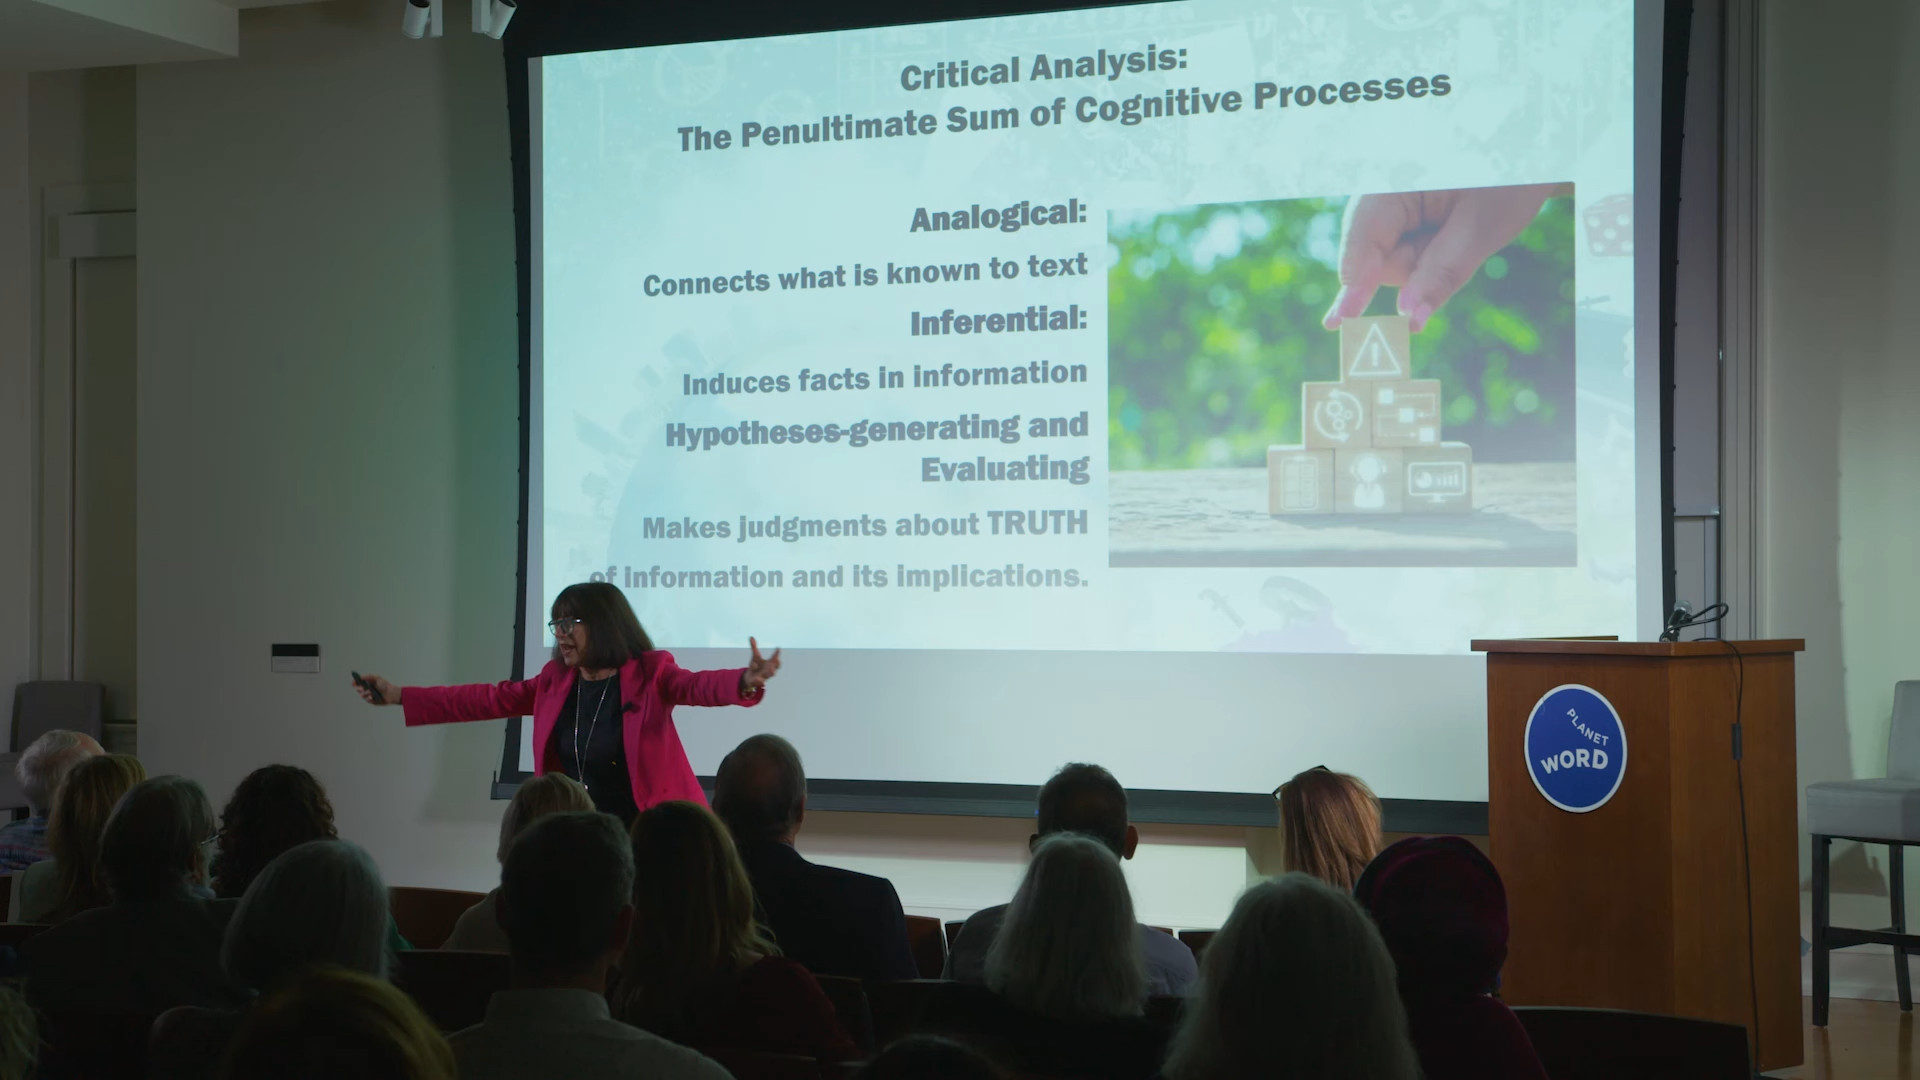 Critical Analysis:
The Penultimate Sum of Cognitive Processes
Analogical:
Connects what is known to text
Inferential:
Induces facts in information
Hypotheses-generating and
Evaluating
Makes judgments about TRUTH
of information and its implications.
PLANET
WORD